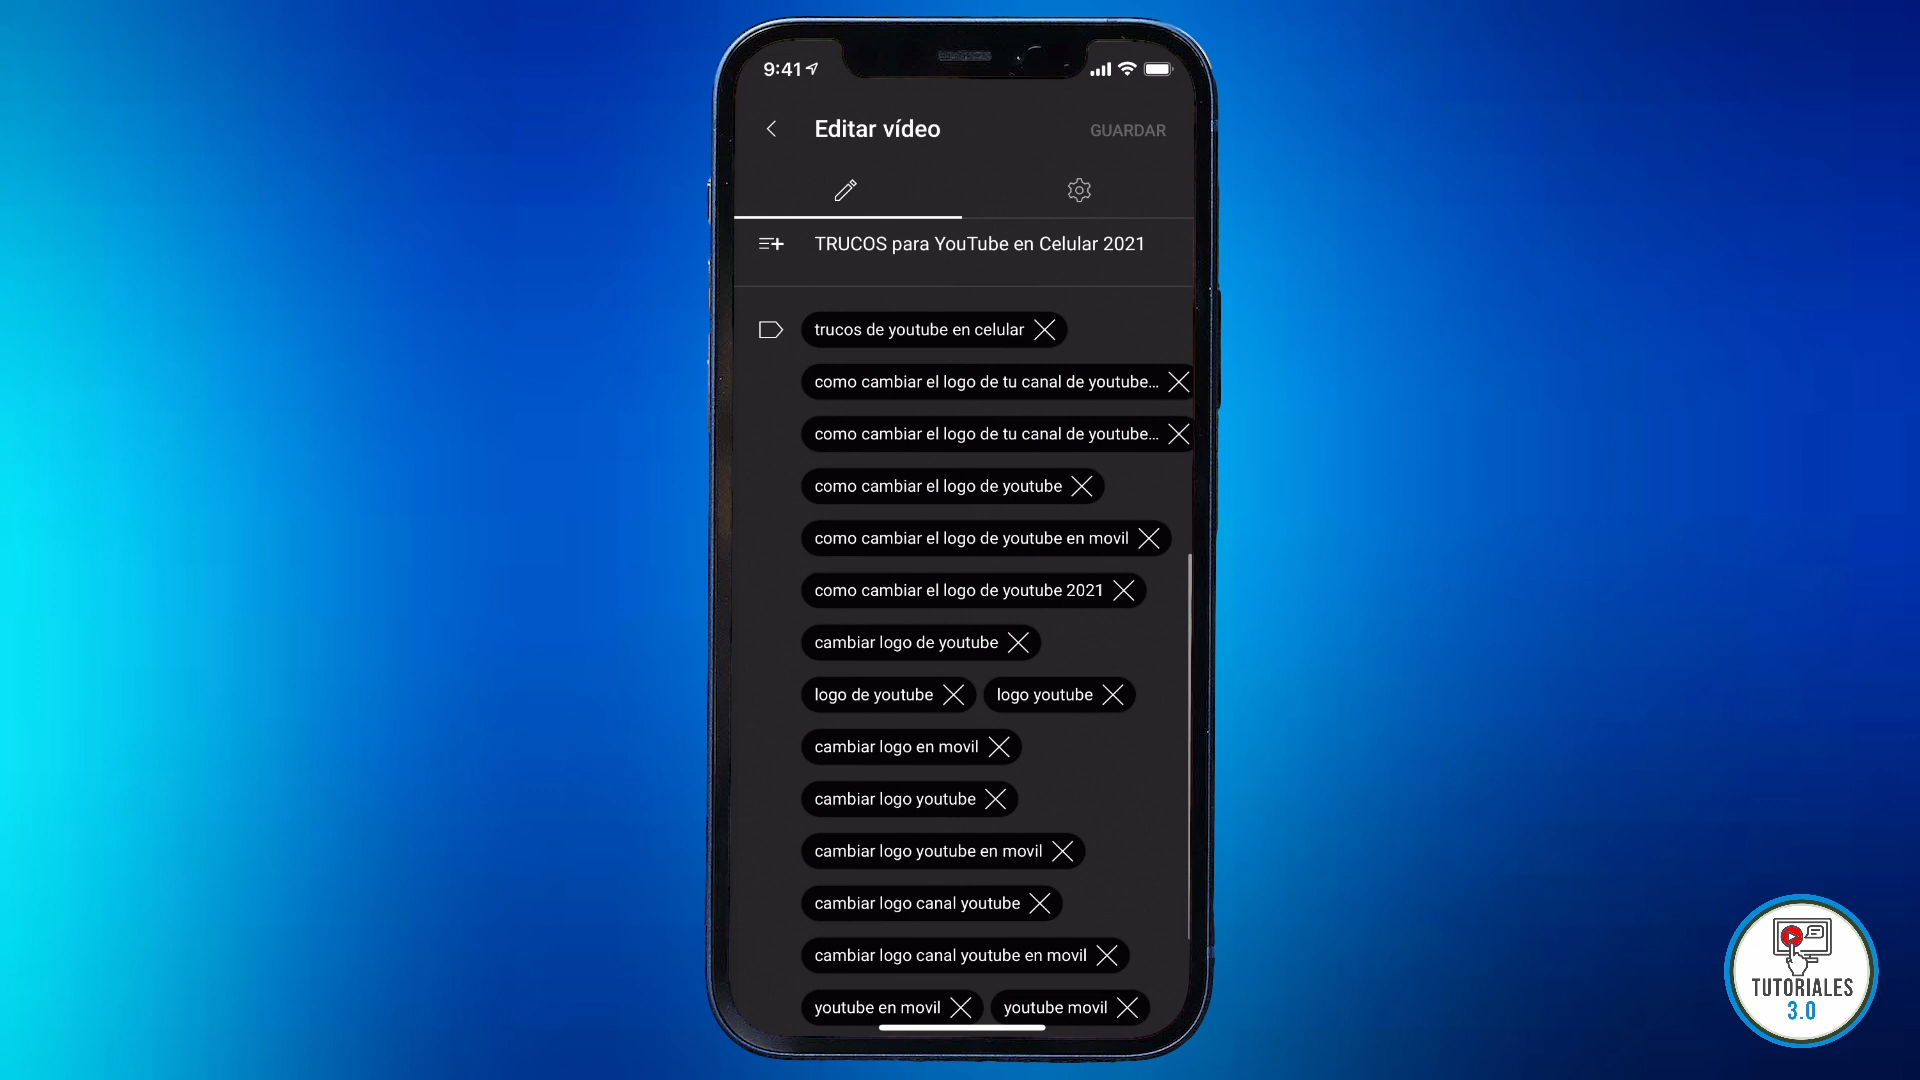 9:41
Editar vídeo
GUARDAR
TRUCOS para YouTube en Celular 2021
trucos de youtube en celular
como cambiar el logo de tu canal de youtube...
como cambiar el logo de tu canal de youtube...
como cambiar el logo de youtube
como cambiar el logo de youtube en movil
como cambiar el logo de youtube 2021
cambiar logo de youtube
logo de youtube logo youtube
cambiar logo en movil
cambiar logo youtube
cambiar logo youtube en movil
cambiar logo canal youtube
cambiar logo canal youtube en movil
youtube en movil youtube movil
TUTORIALES
3.0